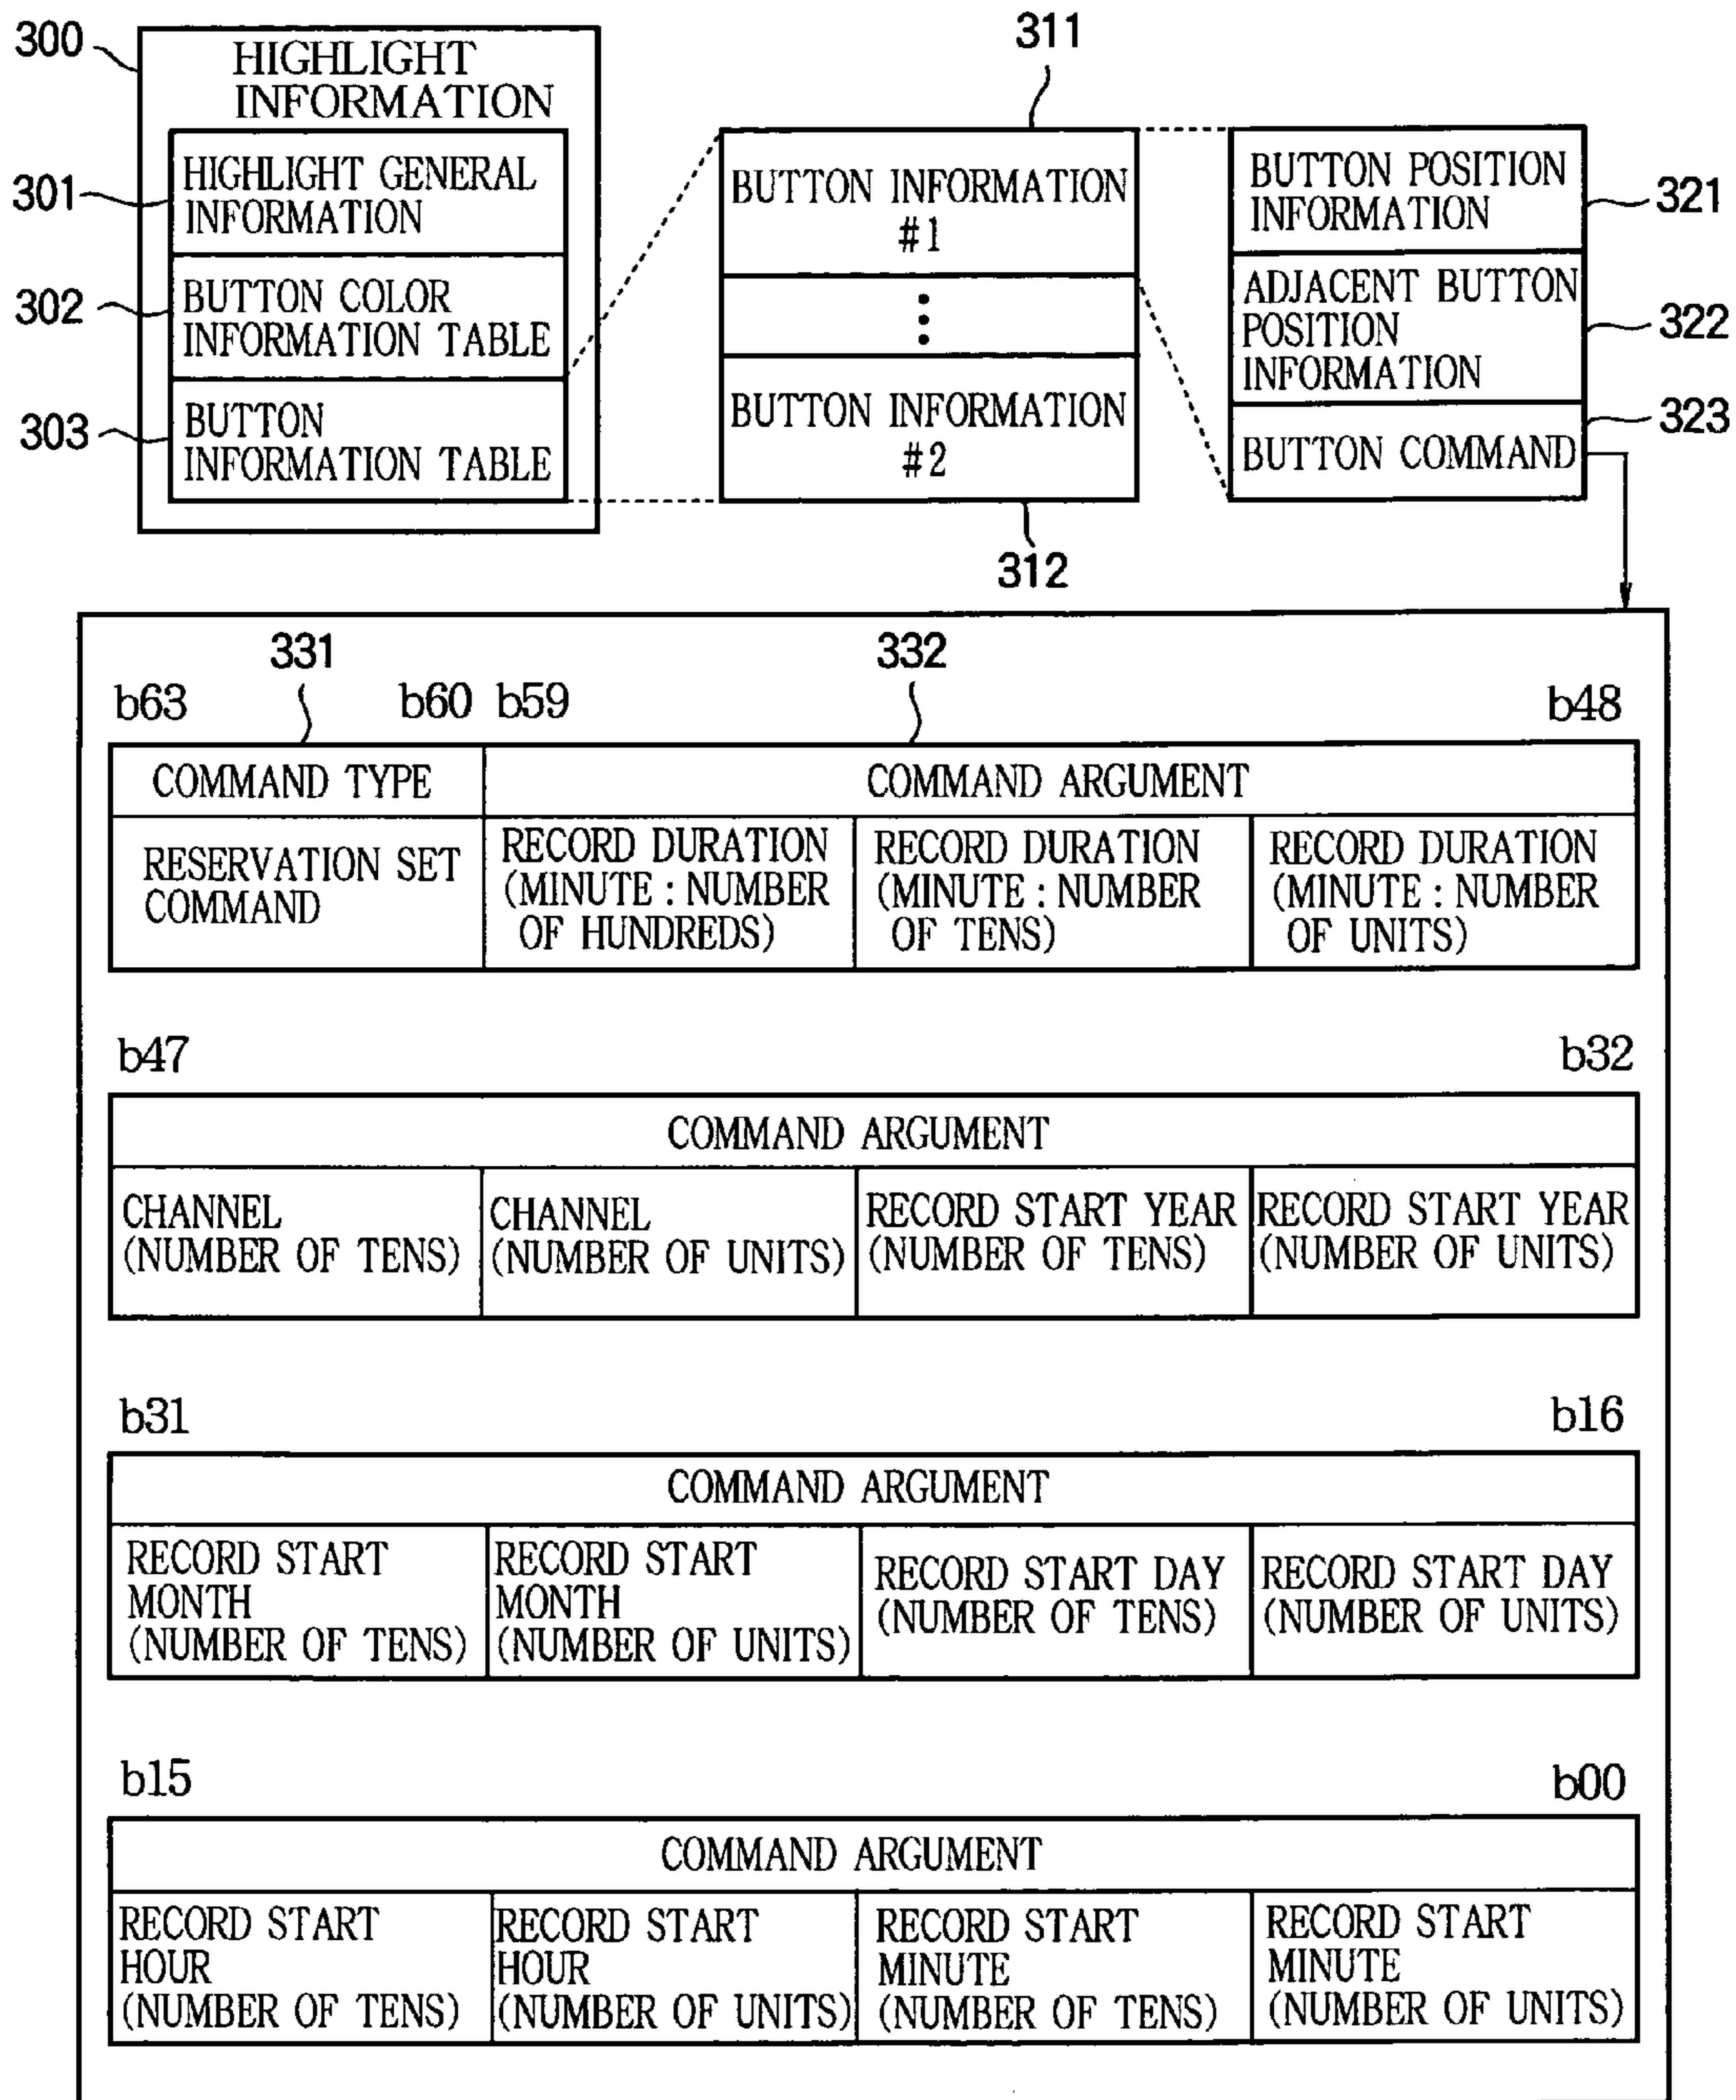 300
HIGHLIGHT
INFORMATION
301
HIGHLIGHT GENERAL
INFORMATION
302
BUTTON COLOR
INFORMATION TABLE
303
BUTTON
INFORMATION TABLE
311
BUTTON INFORMATION
#1
⋮
BUTTON INFORMATION
#2
312
BUTTON POSITION
INFORMATION
321
ADJACENT BUTTON
POSITION
INFORMATION
322
BUTTON COMMAND
323
331
332
b63 b60 b59 b48
COMMAND TYPE
COMMAND ARGUMENT
RESERVATION SET
COMMAND
RECORD DURATION
(MINUTE : NUMBER
OF HUNDREDS)
RECORD DURATION
(MINUTE : NUMBER
OF TENS)
RECORD DURATION
(MINUTE : NUMBER
OF UNITS)
b47 b32
COMMAND ARGUMENT
CHANNEL
(NUMBER OF TENS)
CHANNEL
(NUMBER OF UNITS)
RECORD START YEAR
(NUMBER OF TENS)
RECORD START YEAR
(NUMBER OF UNITS)
b31 b16
COMMAND ARGUMENT
RECORD START
MONTH
(NUMBER OF TENS)
RECORD START
MONTH
(NUMBER OF UNITS)
RECORD START DAY
(NUMBER OF TENS)
RECORD START DAY
(NUMBER OF UNITS)
b15 b00
COMMAND ARGUMENT
RECORD START
HOUR
(NUMBER OF TENS)
RECORD START
HOUR
(NUMBER OF UNITS)
RECORD START
MINUTE
(NUMBER OF TENS)
RECORD START
MINUTE
(NUMBER OF UNITS)